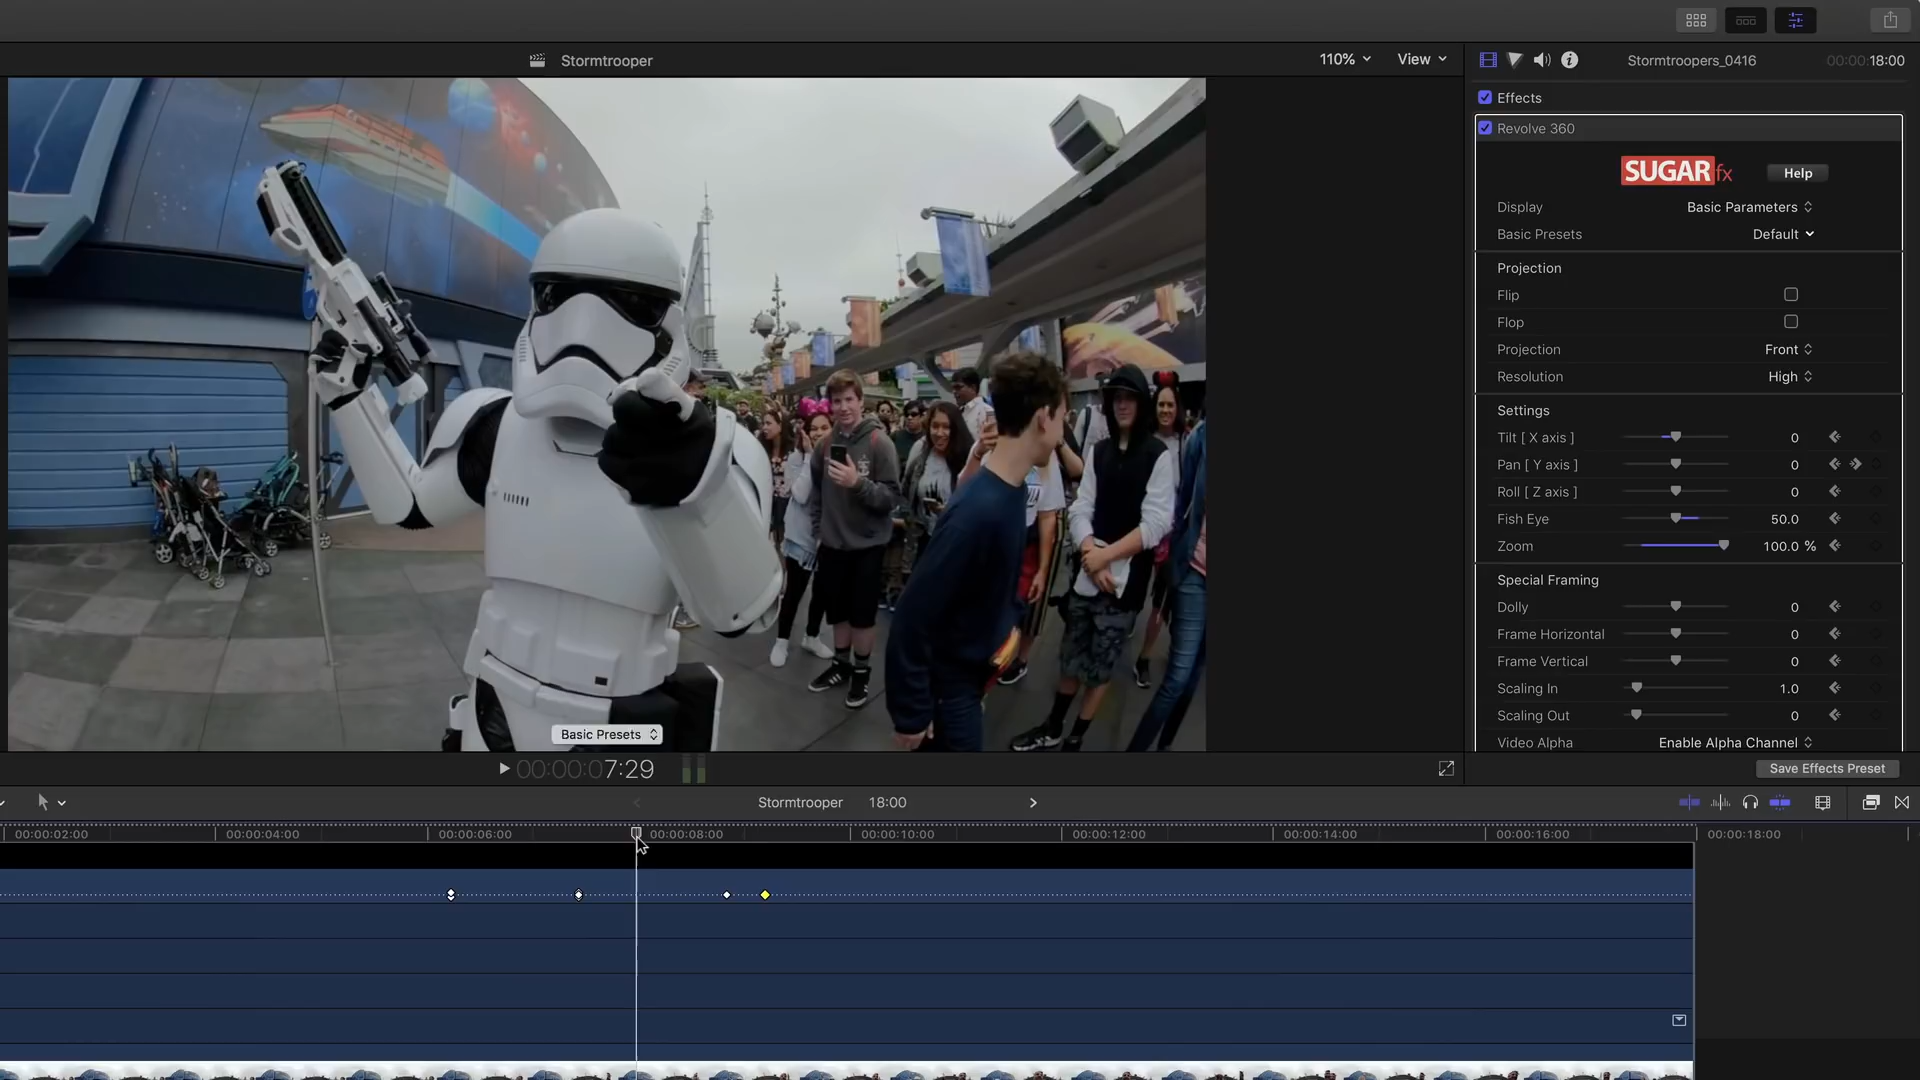 Stormtrooper
110%
View
Stormtroopers_0416
00:00:18:00
Effects
Revolve 360
SUGARfx
Help
Display
Basic Parameters
Basic Presets
Default
Projection
Flip
Flop
Projection
Front
Resolution
High
Settings
Tilt [ X axis ]
0
Pan [ Y axis ]
0
Roll [ Z axis ]
0
Fish Eye
50.0
Zoom
100.0 %
Special Framing
Dolly
0
Frame Horizontal
0
Frame Vertical
0
Scaling In
1.0
Scaling Out
0
Video Alpha
Enable Alpha Channel
Basic Presets
00:00:07:29
Save Effects Preset
Stormtrooper
18:00
00:00:02:00
00:00:04:00
00:00:06:00
00:00:08:00
00:00:10:00
00:00:12:00
00:00:14:00
00:00:16:00
00:00:18:00